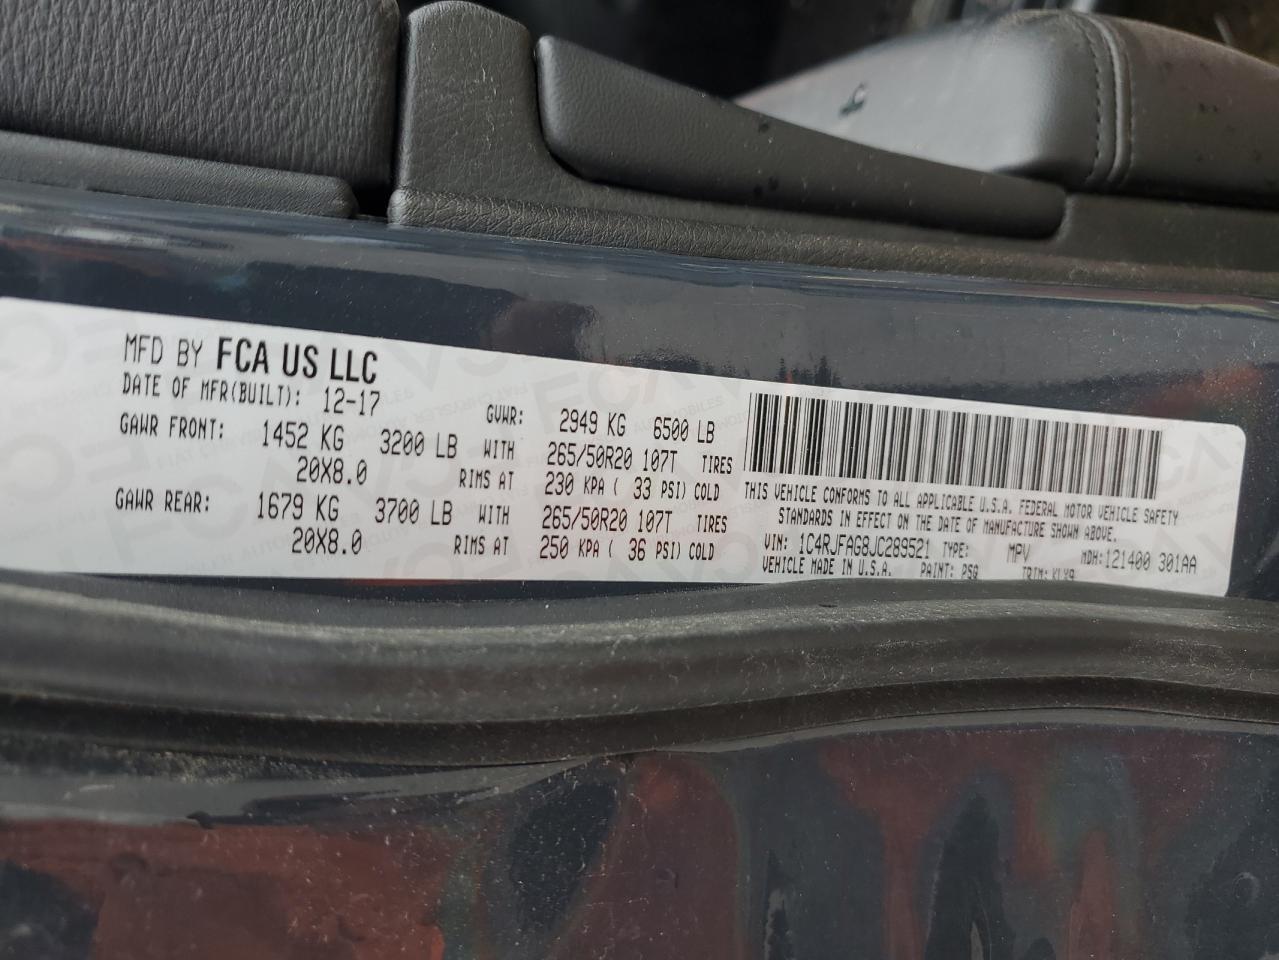 MFD BY FCA US LLC
DATE OF MFR(BUILT): 12-17 GVWR: 2949 KG 6500 LB
GAWR FRONT: 1452 KG 3200 LB WITH 265/50R20 107T TIRES
20X8.0 RIMS AT 230 KPA ( 33 PSI) COLD
GAWR REAR: 1679 KG 3700 LB WITH 265/50R20 107T TIRES
20X8.0 RIMS AT 250 KPA ( 36 PSI) COLD
THIS VEHICLE CONFORMS TO ALL APPLICABLE U.S.A. FEDERAL MOTOR VEHICLE SAFETY
STANDARDS IN EFFECT ON THE DATE OF MANUFACTURE SHOWN ABOVE.
VIN: 1C4RJFAG8JC289521 TYPE: MPV MDH:121400 301AA
VEHICLE MADE IN U.S.A. PAINT: TRIM: